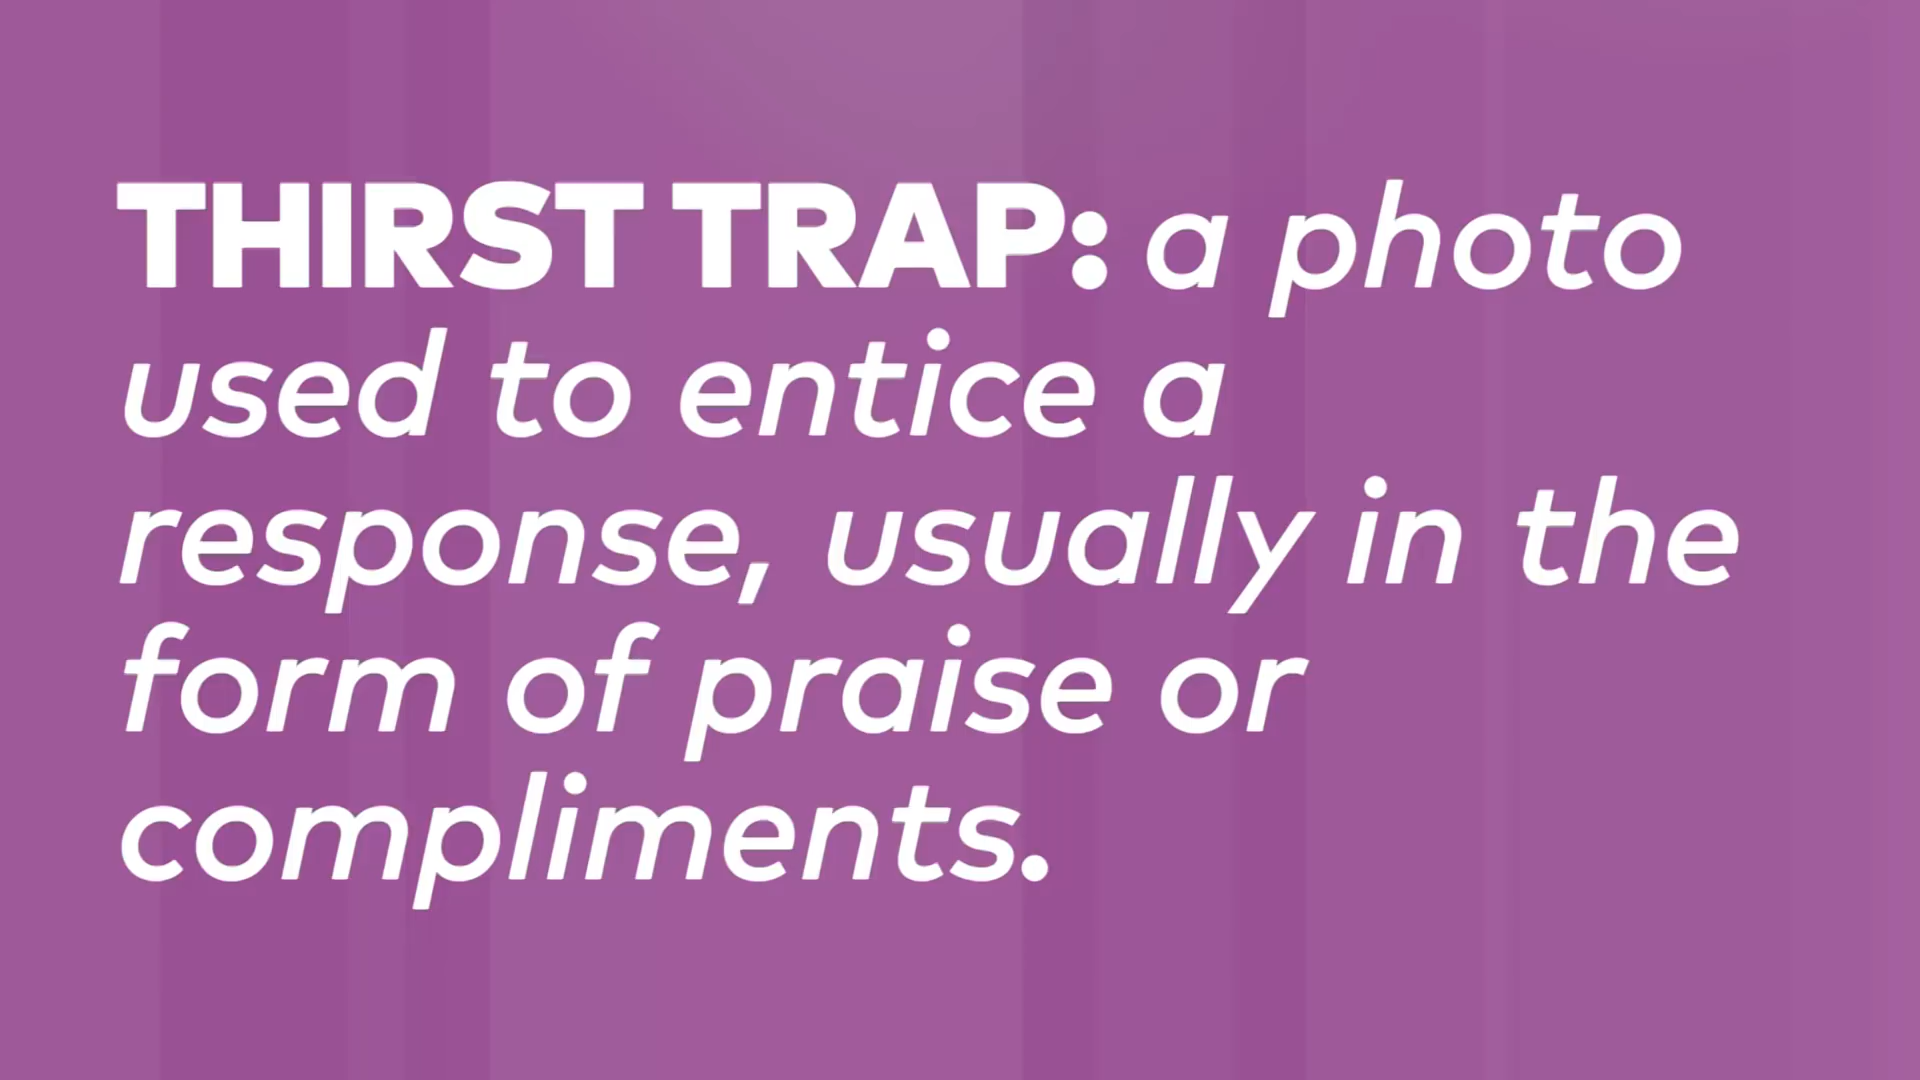 THIRST TRAP: a photo
used to entice a
response, usually in the
form of praise or
compliments.